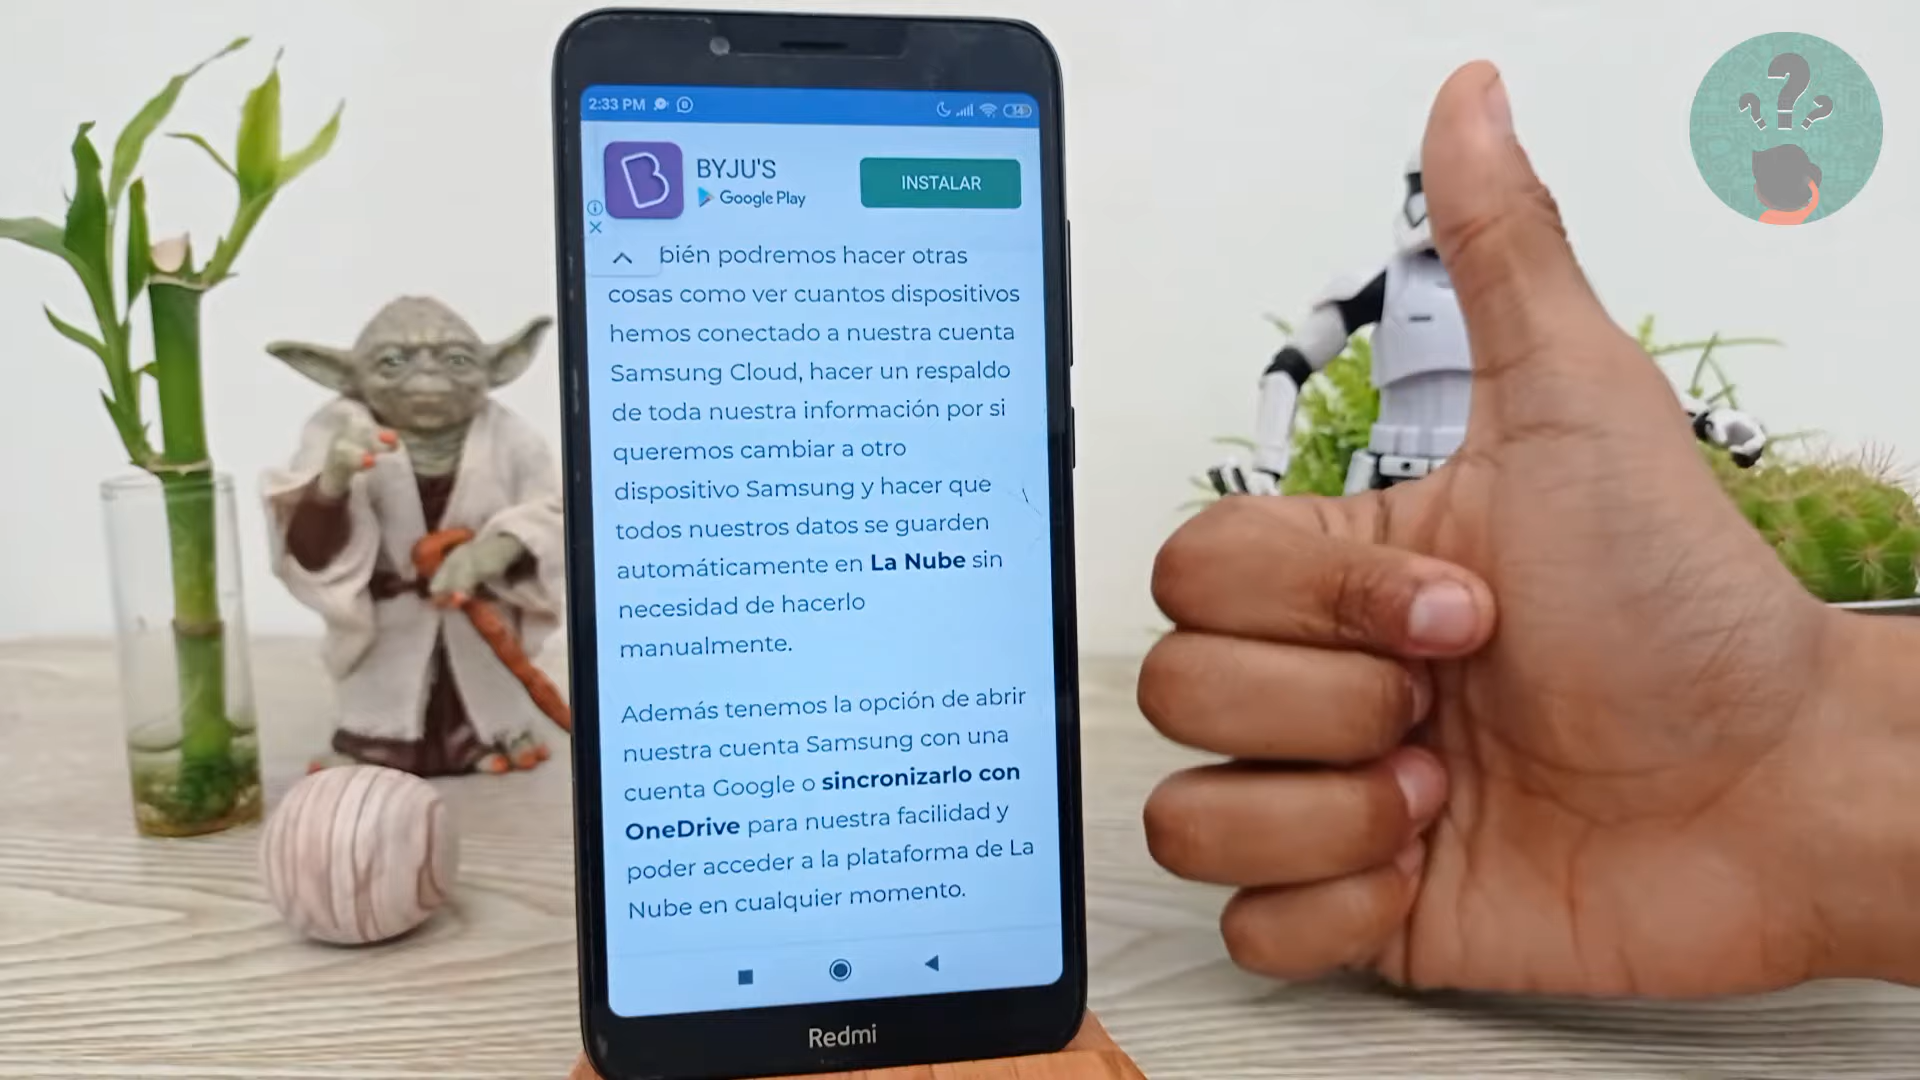 2:33 PM
34
BYJU'S
Google Play
INSTALAR
bién podremos hacer otras
cosas como ver cuantos dispositivos
hemos conectado a nuestra cuenta
Samsung Cloud, hacer un respaldo
de toda nuestra información por si
queremos cambiar a otro
dispositivo Samsung y hacer que
todos nuestros datos se guarden
automáticamente en La Nube sin
necesidad de hacerlo
manualmente.
Además tenemos la opción de abrir
nuestra cuenta Samsung con una
cuenta Google o sincronizarlo con
OneDrive para nuestra facilidad y
poder acceder a la plataforma de La
Nube en cualquier momento.
Redmi